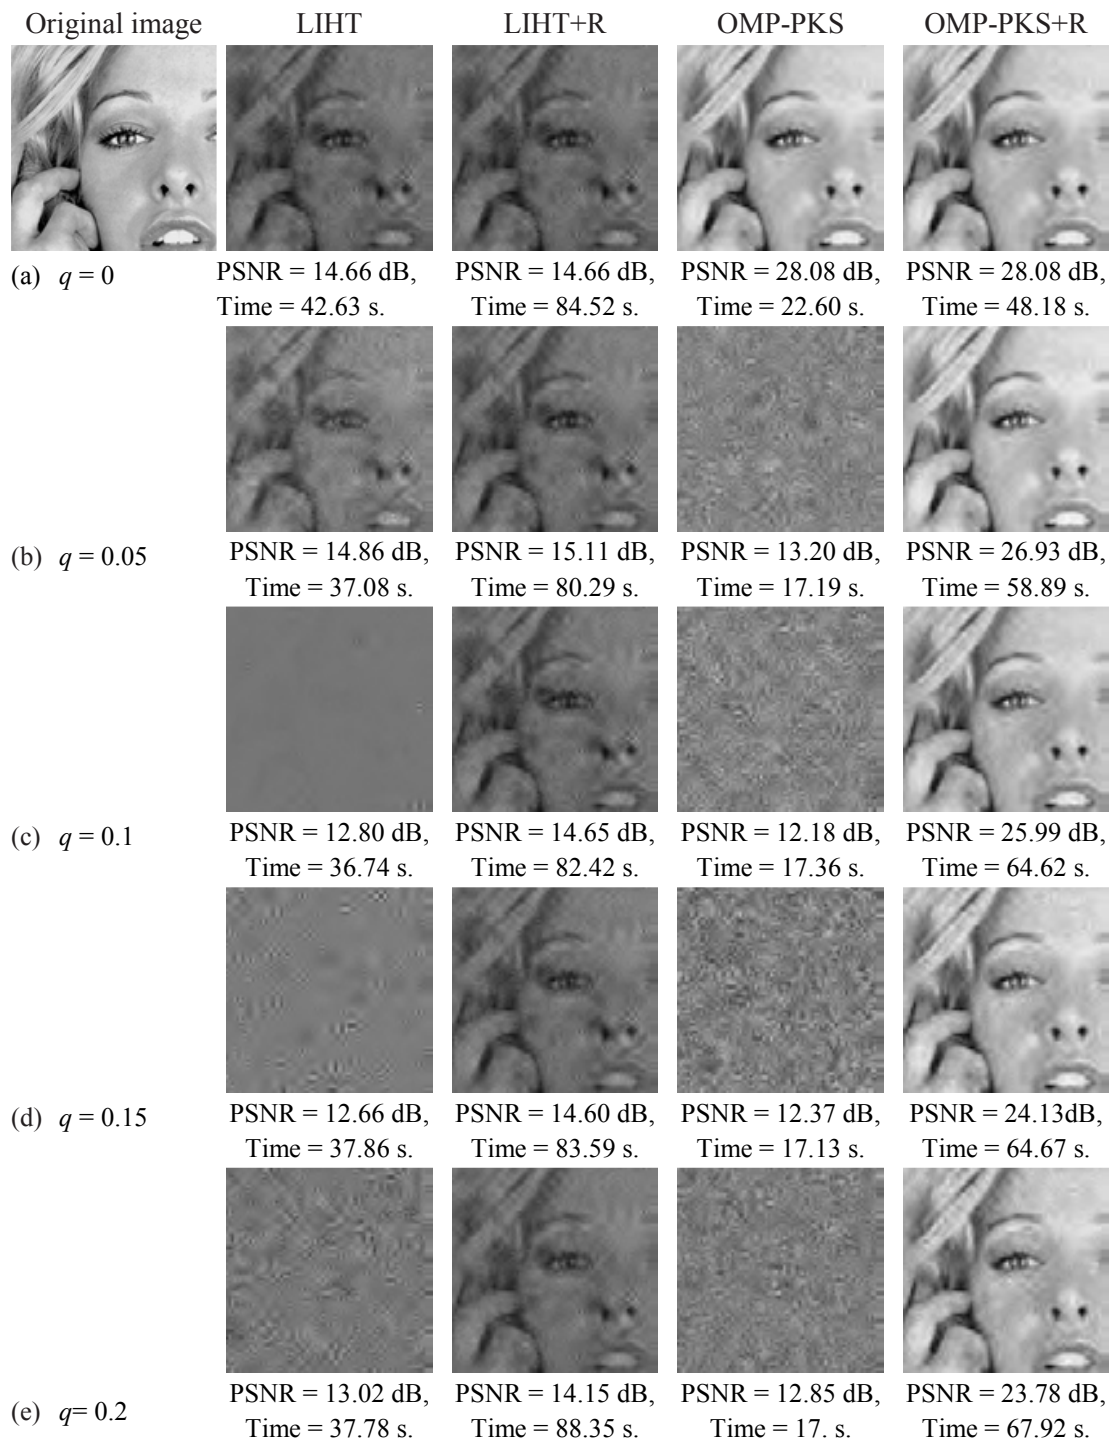 Original image LIHT LIHT+R OMP-PKS OMP-PKS+R
(a) q = 0 PSNR = 14.66 dB, PSNR = 14.66 dB, PSNR = 28.08 dB, PSNR = 28.08 dB,
Time = 42.63 s. Time = 84.52 s. Time = 22.60 s. Time = 48.18 s.
(b) q = 0.05 PSNR = 14.86 dB, PSNR = 15.11 dB, PSNR = 13.20 dB, PSNR = 26.93 dB,
Time = 37.08 s. Time = 80.29 s. Time = 17.19 s. Time = 58.89 s.
(c) q = 0.1 PSNR = 12.80 dB, PSNR = 14.65 dB, PSNR = 12.18 dB, PSNR = 25.99 dB,
Time = 36.74 s. Time = 82.42 s. Time = 17.36 s. Time = 64.62 s.
(d) q = 0.15 PSNR = 12.66 dB, PSNR = 14.60 dB, PSNR = 12.37 dB, PSNR = 24.13dB,
Time = 37.86 s. Time = 83.59 s. Time = 17.13 s. Time = 64.67 s.
(e) q= 0.2 PSNR = 13.02 dB, PSNR = 14.15 dB, PSNR = 12.85 dB, PSNR = 23.78 dB,
Time = 37.78 s. Time = 88.35 s. Time = 17. s. Time = 67.92 s.